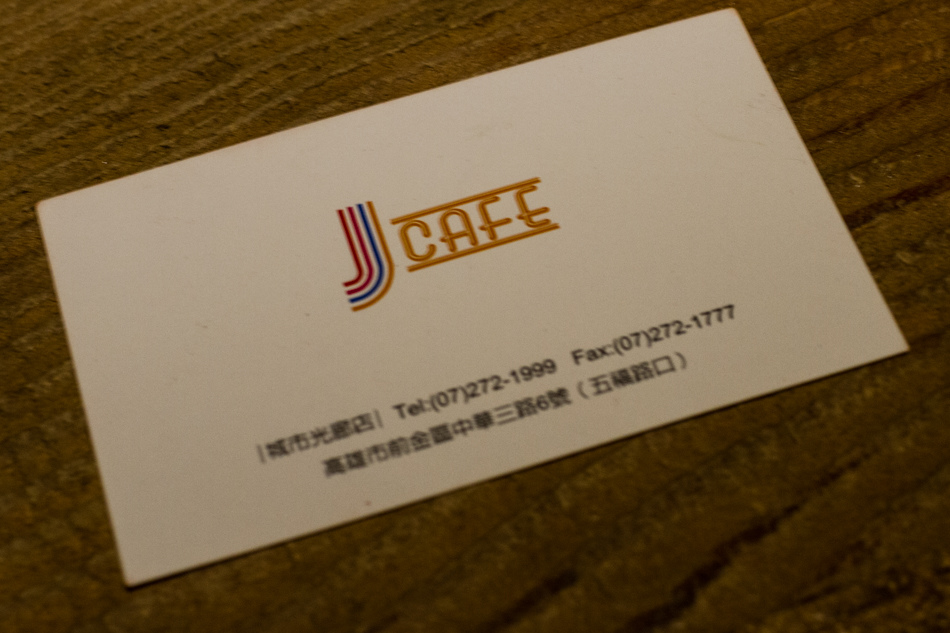 J CAFE
|城市光廊店| Tel:(07)272-1999 Fax:(07)272-1777
高雄市前金區中華三路6號（五福路口）